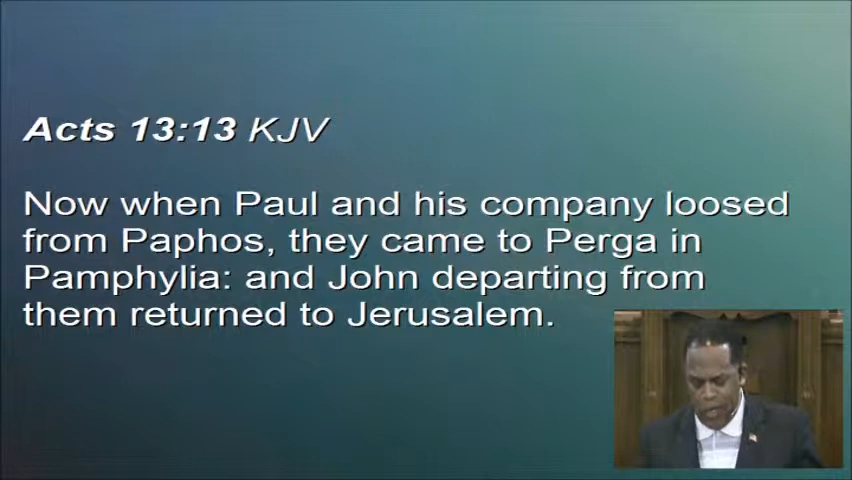 Acts 13:13 KJV
Now when Paul and his company loosed
from Paphos, they came to Perga in
Pamphylia: and John departing from
them returned to Jerusalem.